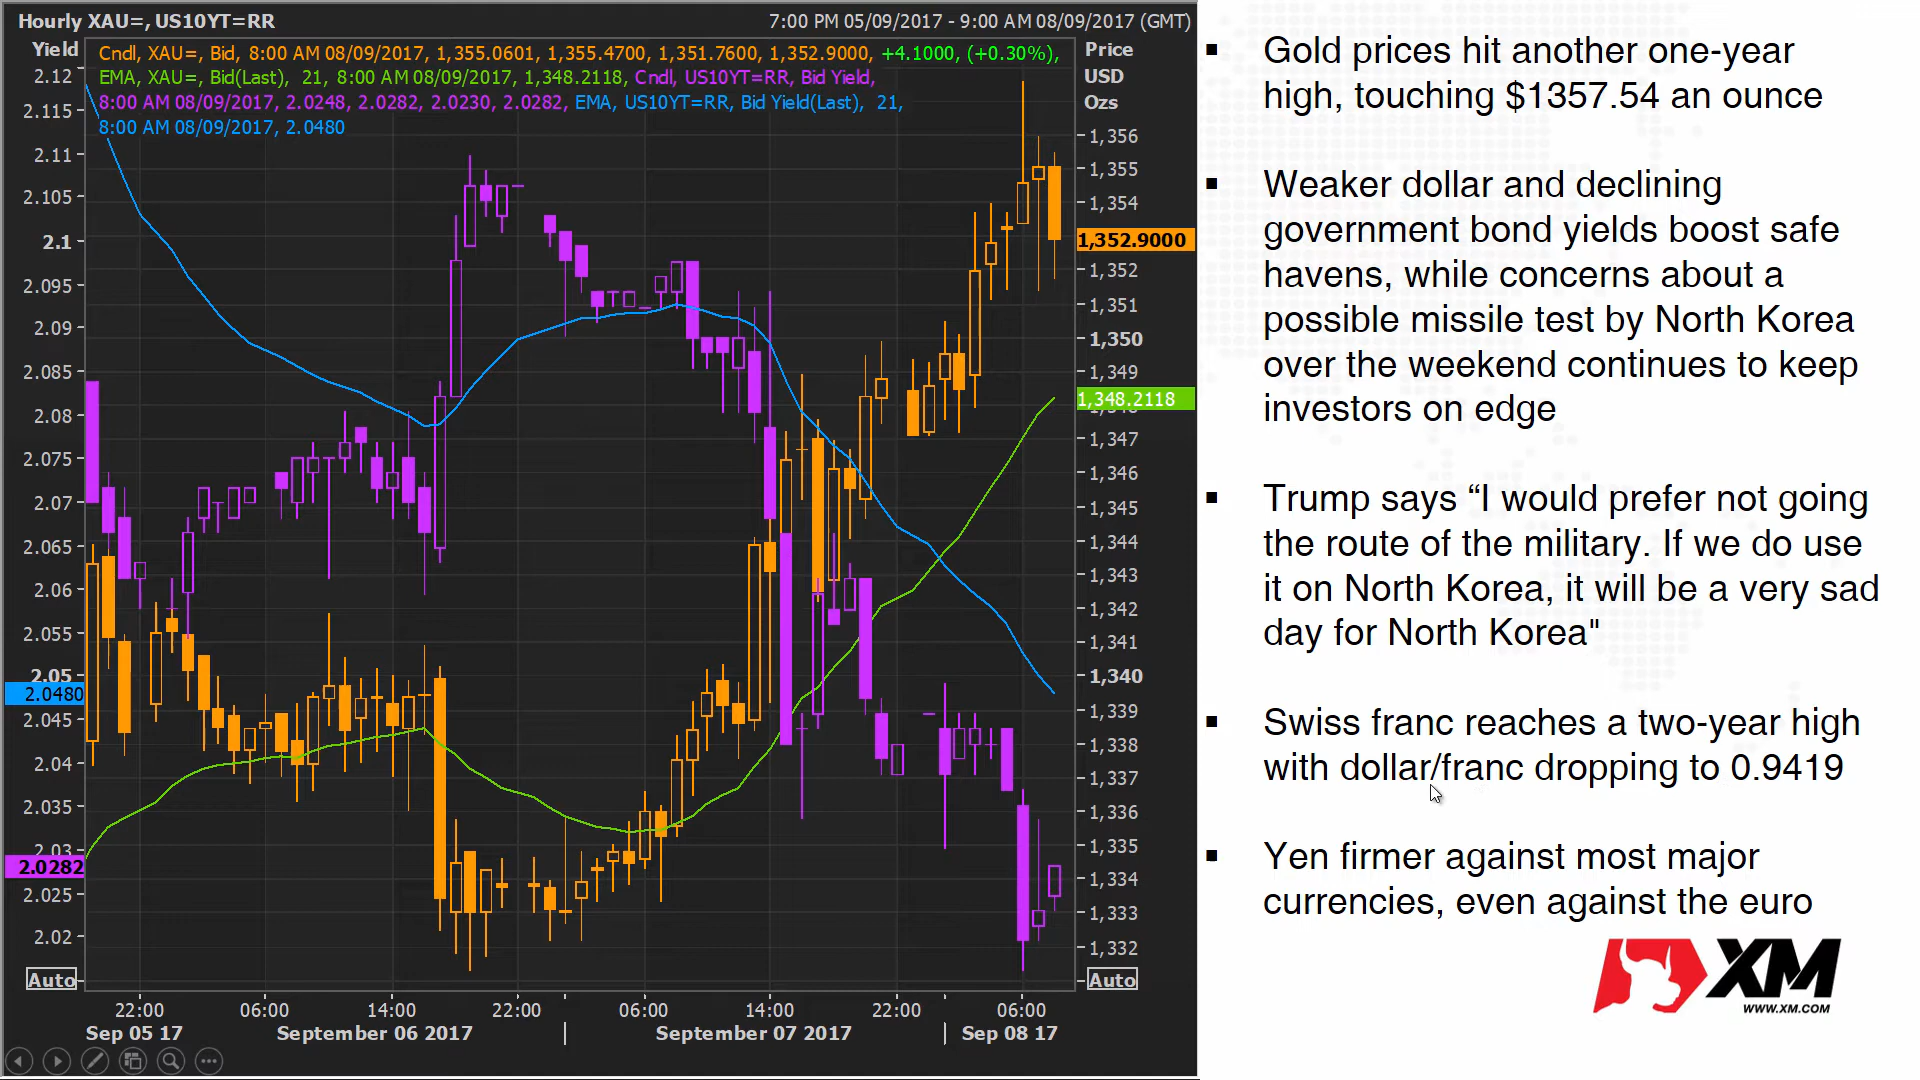 Hourly XAU=, US10YT=RR
7:00 PM 05/09/2017 - 9:00 AM 08/09/2017 (GMT)
Yield
Cndl, XAU=, Bid, 8:00 AM 08/09/2017, 1,355.0601, 1,355.4700, 1,351.7600, 1,352.9000, +4.1000, (+0.30%),
EMA, XAU=, Bid(Last), 21, 8:00 AM 08/09/2017, 1,348.2118, Cndl, US10YT=RR, Bid Yield,
8:00 AM 08/09/2017, 2.0248, 2.0282, 2.0230, 2.0282, EMA, US10YT=RR, Bid Yield(Last), 21,
8:00 AM 08/09/2017, 2.0480
Price
USD
Ozs
2.12
2.115
2.11
2.105
2.1
2.095
2.09
2.085
2.08
2.075
2.07
2.065
2.06
2.055
2.05
2.0480
2.045
2.04
2.035
2.03
2.0282
2.025
2.02
Auto
1,356
1,355
1,354
1,352.9000
1,352
1,351
1,350
1,349
1,348.2118
1,347
1,346
1,345
1,344
1,343
1,342
1,341
1,340
1,339
1,338
1,337
1,336
1,335
1,334
1,333
1,332
Auto
22:00 06:00 14:00 22:00 06:00 14:00 22:00 06:00
Sep 05 17 September 06 2017 September 07 2017 Sep 08 17
▪ Gold prices hit another one-year
high, touching $1357.54 an ounce
▪ Weaker dollar and declining
government bond yields boost safe
havens, while concerns about a
possible missile test by North Korea
over the weekend continues to keep
investors on edge
▪ Trump says “I would prefer not going
the route of the military. If we do use
it on North Korea, it will be a very sad
day for North Korea"
▪ Swiss franc reaches a two-year high
with dollar/franc dropping to 0.9419
▪ Yen firmer against most major
currencies, even against the euro
XM
WWW.XM.COM